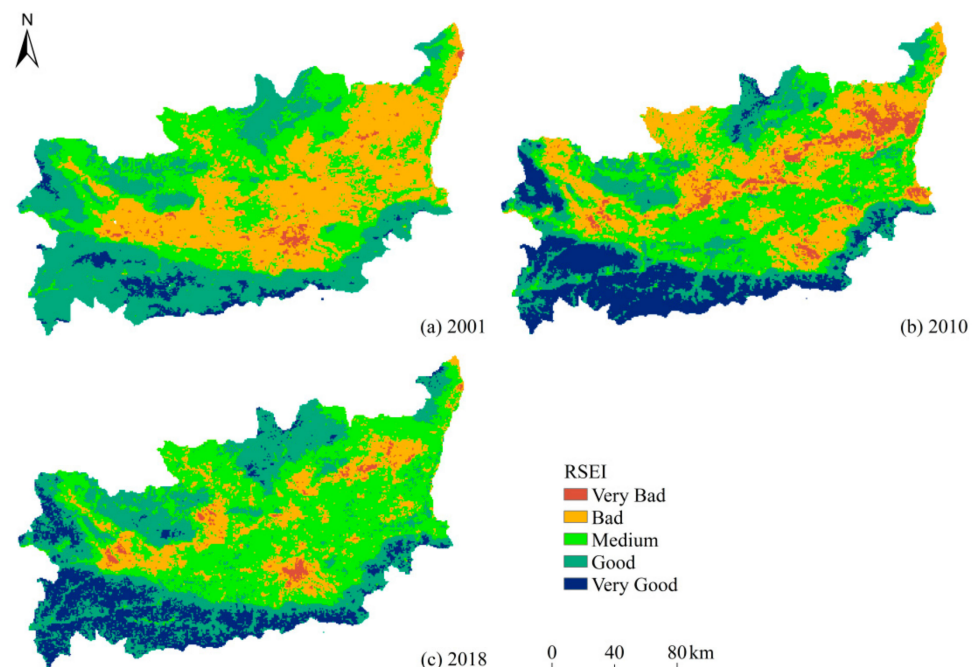 N
(a) 2001
(b) 2010
RSEI
Very Bad
Bad
Medium
Good
Very Good
(c) 2018
0 40 80 km